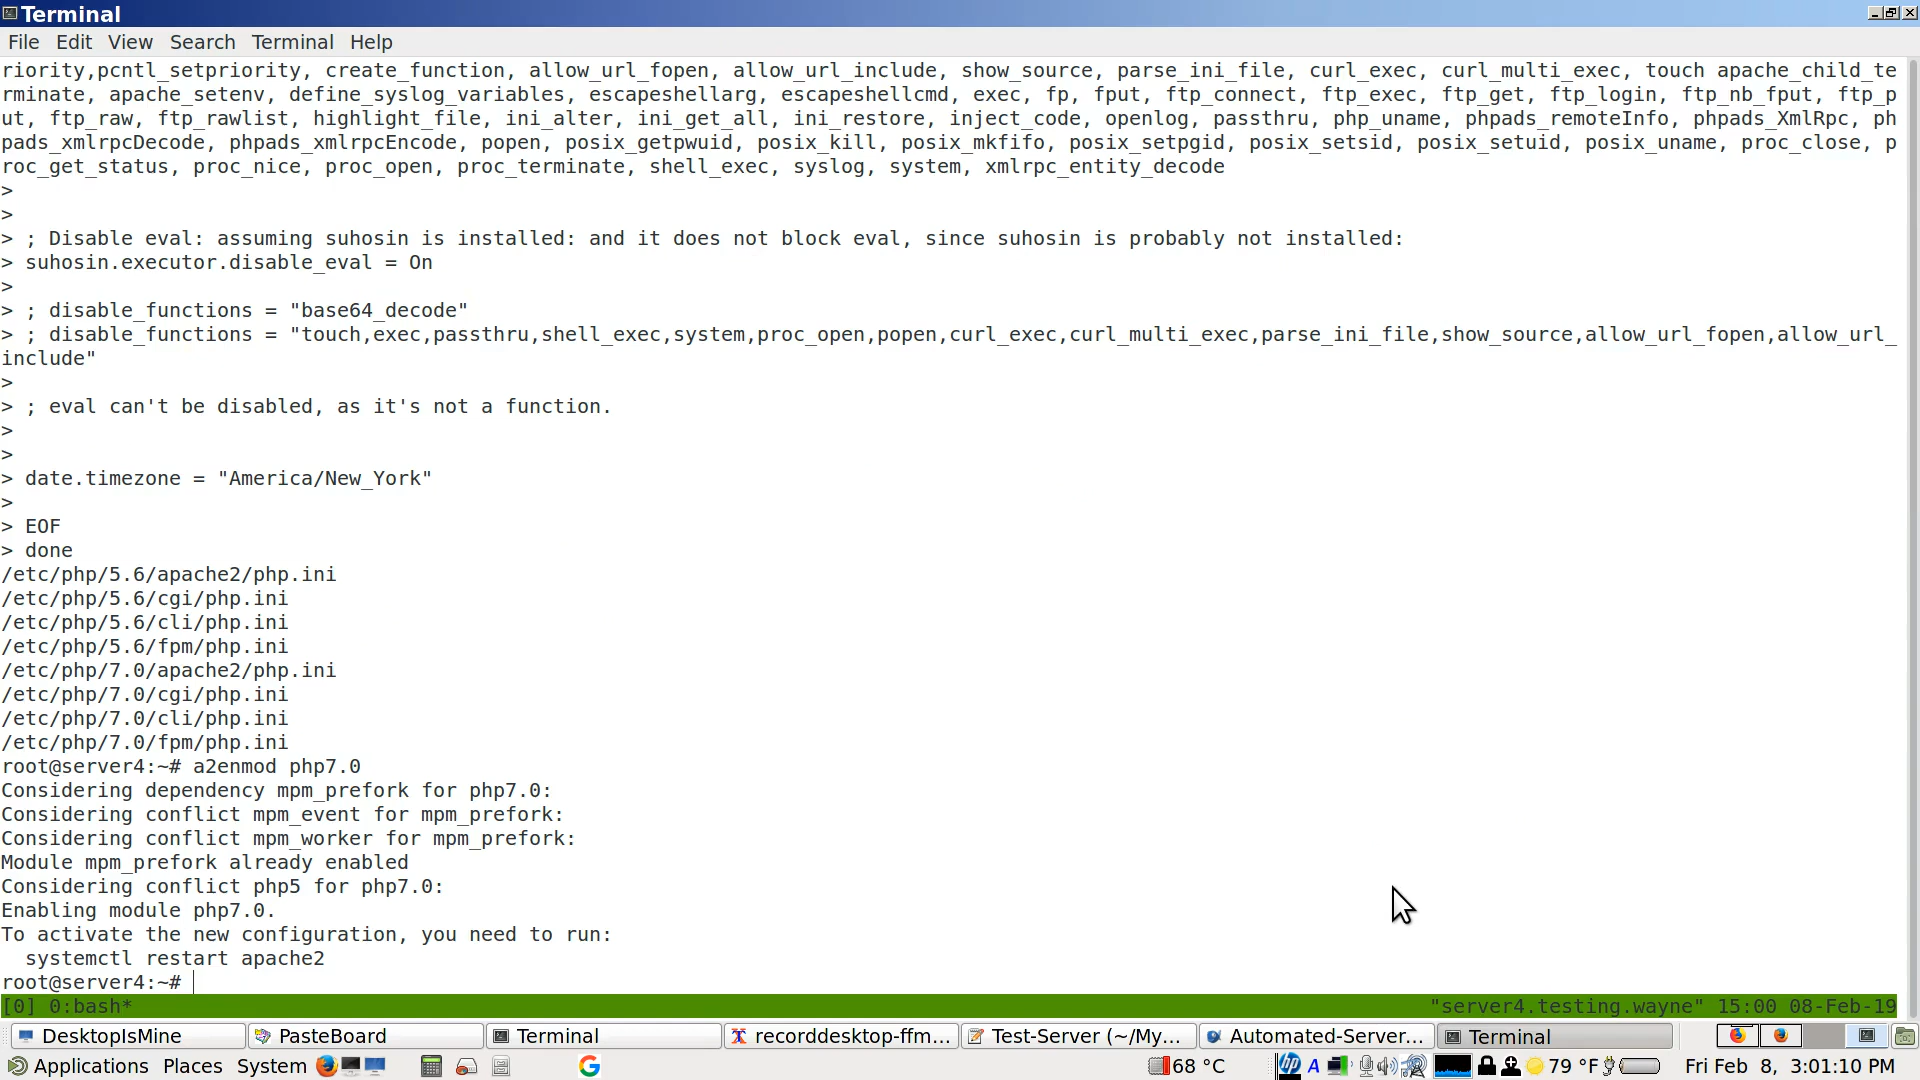 Terminal
File Edit View Search Terminal Help
riority,pcntl_setpriority, create_function, allow_url_fopen, allow_url_include, show_source, parse_ini_file, curl_exec, curl_multi_exec, touch apache_child_te
rminate, apache_setenv, define_syslog_variables, escapeshellarg, escapeshellcmd, exec, fp, fput, ftp_connect, ftp_exec, ftp_get, ftp_login, ftp_nb_fput, ftp_p
ut, ftp_raw, ftp_rawlist, highlight_file, ini_alter, ini_get_all, ini_restore, inject_code, openlog, passthru, php_uname, phpads_remoteInfo, phpads_XmlRpc, ph
pads_xmlrpcDecode, phpads_xmlrpcEncode, popen, posix_getpwuid, posix_kill, posix_mkfifo, posix_setpgid, posix_setsid, posix_setuid, posix_uname, proc_close, p
roc_get_status, proc_nice, proc_open, proc_terminate, shell_exec, syslog, system, xmlrpc_entity_decode
>
>
> ; Disable eval: assuming suhosin is installed: and it does not block eval, since suhosin is probably not installed:
> suhosin.executor.disable_eval = On
>
> ; disable_functions = "base64_decode"
> ; disable_functions = "touch,exec,passthru,shell_exec,system,proc_open,popen,curl_exec,curl_multi_exec,parse_ini_file,show_source,allow_url_fopen,allow_url_
include"
>
> ; eval can't be disabled, as it's not a function.
>
>
> date.timezone = "America/New_York"
>
> EOF
> done
/etc/php/5.6/apache2/php.ini
/etc/php/5.6/cgi/php.ini
/etc/php/5.6/cli/php.ini
/etc/php/5.6/fpm/php.ini
/etc/php/7.0/apache2/php.ini
/etc/php/7.0/cgi/php.ini
/etc/php/7.0/cli/php.ini
/etc/php/7.0/fpm/php.ini
root@server4:~# a2enmod php7.0
Considering dependency mpm_prefork for php7.0:
Considering conflict mpm_event for mpm_prefork:
Considering conflict mpm_worker for mpm_prefork:
Module mpm_prefork already enabled
Considering conflict php5 for php7.0:
Enabling module php7.0.
To activate the new configuration, you need to run:
  systemctl restart apache2
root@server4:~#
[0] 0:bash* "server4.testing.wayne" 15:00 08-Feb-19
DesktopIsMine PasteBoard Terminal recorddesktop-ffm... Test-Server (~/My... Automated-Server... Terminal
Applications Places System 68 °C A 79 °F Fri Feb 8, 3:01:10 PM